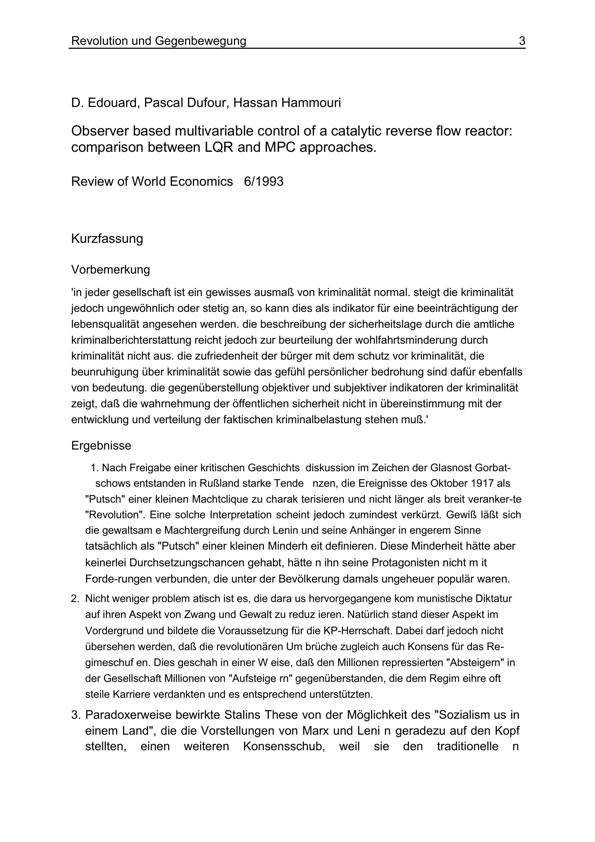 Revolution und Gegenbewegung 3
D. Edouard, Pascal Dufour, Hassan Hammouri
Observer based multivariable control of a catalytic reverse flow reactor:
comparison between LQR and MPC approaches.
Review of World Economics 6/1993
Kurzfassung
Vorbemerkung
'in jeder gesellschaft ist ein gewisses ausmaß von kriminalität normal. steigt die kriminalität
jedoch ungewöhnlich oder stetig an, so kann dies als indikator für eine beeinträchtigung der
lebensqualität angesehen werden. die beschreibung der sicherheitslage durch die amtliche
kriminalberichterstattung reicht jedoch zur beurteilung der wohlfahrtsminderung durch
kriminalität nicht aus. die zufriedenheit der bürger mit dem schutz vor kriminalität, die
beunruhigung über kriminalität sowie das gefühl persönlicher bedrohung sind dafür ebenfalls
von bedeutung. die gegenüberstellung objektiver und subjektiver indikatoren der kriminalität
zeigt, daß die wahrnehmung der öffentlichen sicherheit nicht in übereinstimmung mit der
entwicklung und verteilung der faktischen kriminalbelastung stehen muß.'
Ergebnisse
1. Nach Freigabe einer kritischen Geschichts diskussion im Zeichen der Glasnost Gorbat-
schows entstanden in Rußland starke Tende nzen, die Ereignisse des Oktober 1917 als
"Putsch" einer kleinen Machtclique zu charak terisieren und nicht länger als breit veranker-te
"Revolution". Eine solche Interpretation scheint jedoch zumindest verkürzt. Gewiß läßt sich
die gewaltsam e Machtergreifung durch Lenin und seine Anhänger in engerem Sinne
tatsächlich als "Putsch" einer kleinen Minderh eit definieren. Diese Minderheit hätte aber
keinerlei Durchsetzungschancen gehabt, hätte n ihn seine Protagonisten nicht m it
Forde-rungen verbunden, die unter der Bevölkerung damals ungeheuer populär waren.
2. Nicht weniger problem atisch ist es, die dara us hervorgegangene kom munistische Diktatur
auf ihren Aspekt von Zwang und Gewalt zu reduz ieren. Natürlich stand dieser Aspekt im
Vordergrund und bildete die Voraussetzung für die KP-Herrschaft. Dabei darf jedoch nicht
übersehen werden, daß die revolutionären Um brüche zugleich auch Konsens für das Re-
gimeschuf en. Dies geschah in einer W eise, daß den Millionen repressierten "Absteigern" in
der Gesellschaft Millionen von "Aufsteige rn" gegenüberstanden, die dem Regim eihre oft
steile Karriere verdankten und es entsprechend unterstützten.
3. Paradoxerweise bewirkte Stalins These von der Möglichkeit des "Sozialism us in
einem Land", die die Vorstellungen von Marx und Leni n geradezu auf den Kopf
stellten, einen weiteren Konsensschub, weil sie den traditionelle n